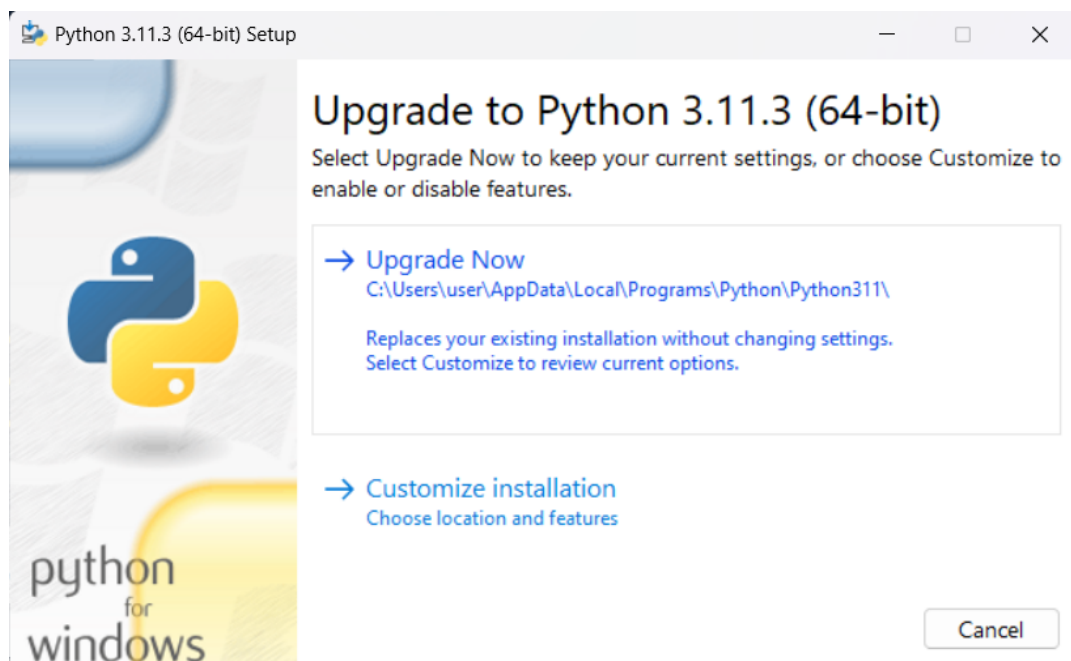 Python 3.11.3 (64-bit) Setup
Upgrade to Python 3.11.3 (64-bit)
Select Upgrade Now to keep your current settings, or choose Customize to
enable or disable features.
Upgrade Now
C:\Users\user\AppData\Local\Programs\Python\Python311\
Replaces your existing installation without changing settings.
Select Customize to review current options.
Customize installation
Choose location and features
python
for
windows
Cancel